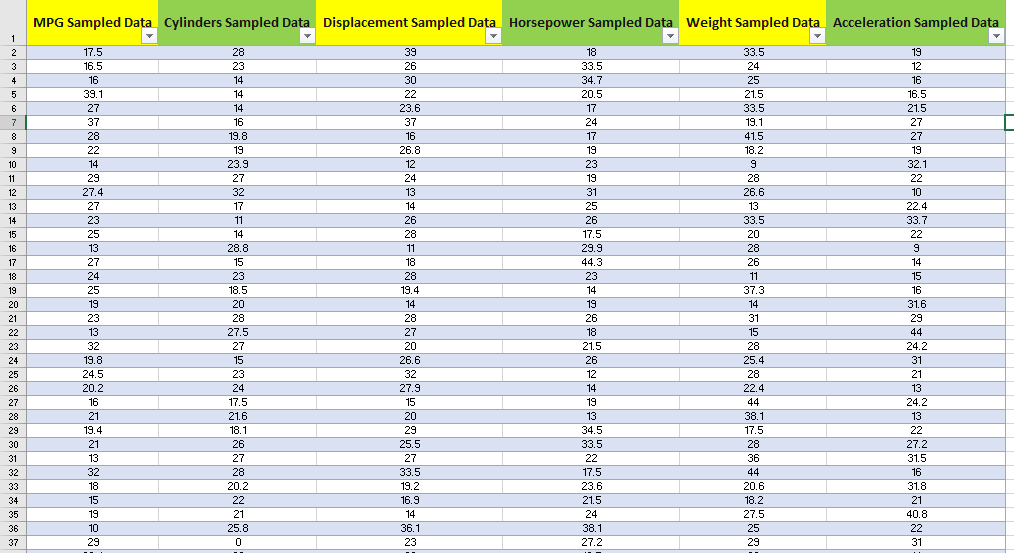 MPG Sampled Data Cylinders Sampled Data Displacement Sampled Data Horsepower Sampled Data Weight Sampled Data Acceleration Sampled Data
1
2 17.5 28 39 18 33.5 19
3 16.5 23 26 33.5 24 12
4 16 14 30 34.7 25 16
5 39.1 14 22 20.5 21.5 16.5
6 27 14 23.6 17 33.5 21.5
7 37 16 37 24 19.1 27
8 28 19.8 16 17 41.5 27
9 22 19 26.8 19 18.2 19
10 14 23.9 12 23 9 32.1
11 29 27 24 19 28 22
12 27.4 32 13 31 26.6 10
13 27 17 14 25 13 22.4
14 23 11 26 26 33.5 33.7
15 25 14 28 17.5 20 22
16 13 28.8 11 29.9 28 9
17 27 15 18 44.3 26 14
18 24 23 28 23 11 15
19 25 18.5 19.4 14 37.3 16
20 19 20 14 19 14 31.6
21 23 28 28 26 31 29
22 13 27.5 27 18 15 44
23 32 27 20 21.5 28 24.2
24 19.8 15 26.6 26 25.4 31
25 24.5 23 32 12 28 21
26 20.2 24 27.9 14 22.4 13
27 16 17.5 15 19 44 24.2
28 21 21.6 20 13 38.1 13
29 19.4 18.1 29 34.5 17.5 22
30 21 26 25.5 33.5 28 27.2
31 13 27 27 22 36 31.5
32 32 28 33.5 17.5 44 16
33 18 20.2 19.2 23.6 20.6 31.8
34 15 22 16.9 21.5 18.2 21
35 19 21 14 24 27.5 40.8
36 10 25.8 36.1 38.1 25 22
37 29 0 23 27.2 29 31